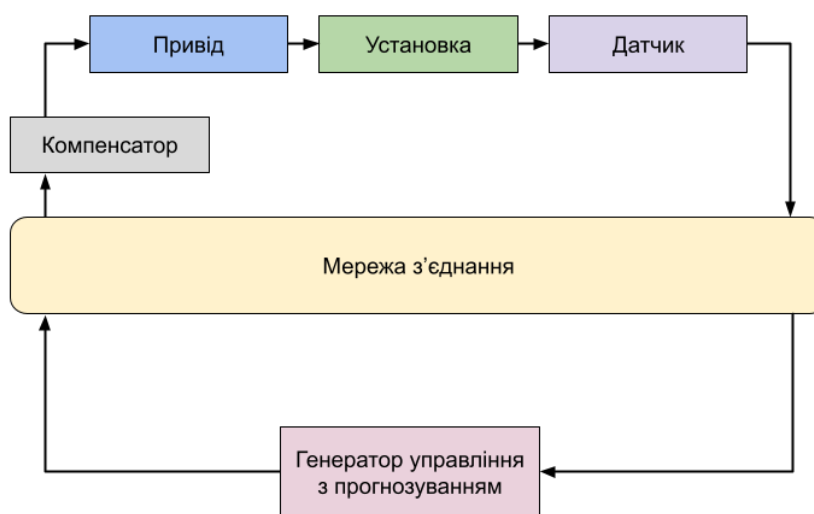 Привід
Установка
Датчик
Компенсатор
Мережа з’єднання
Генератор управління
з прогнозуванням